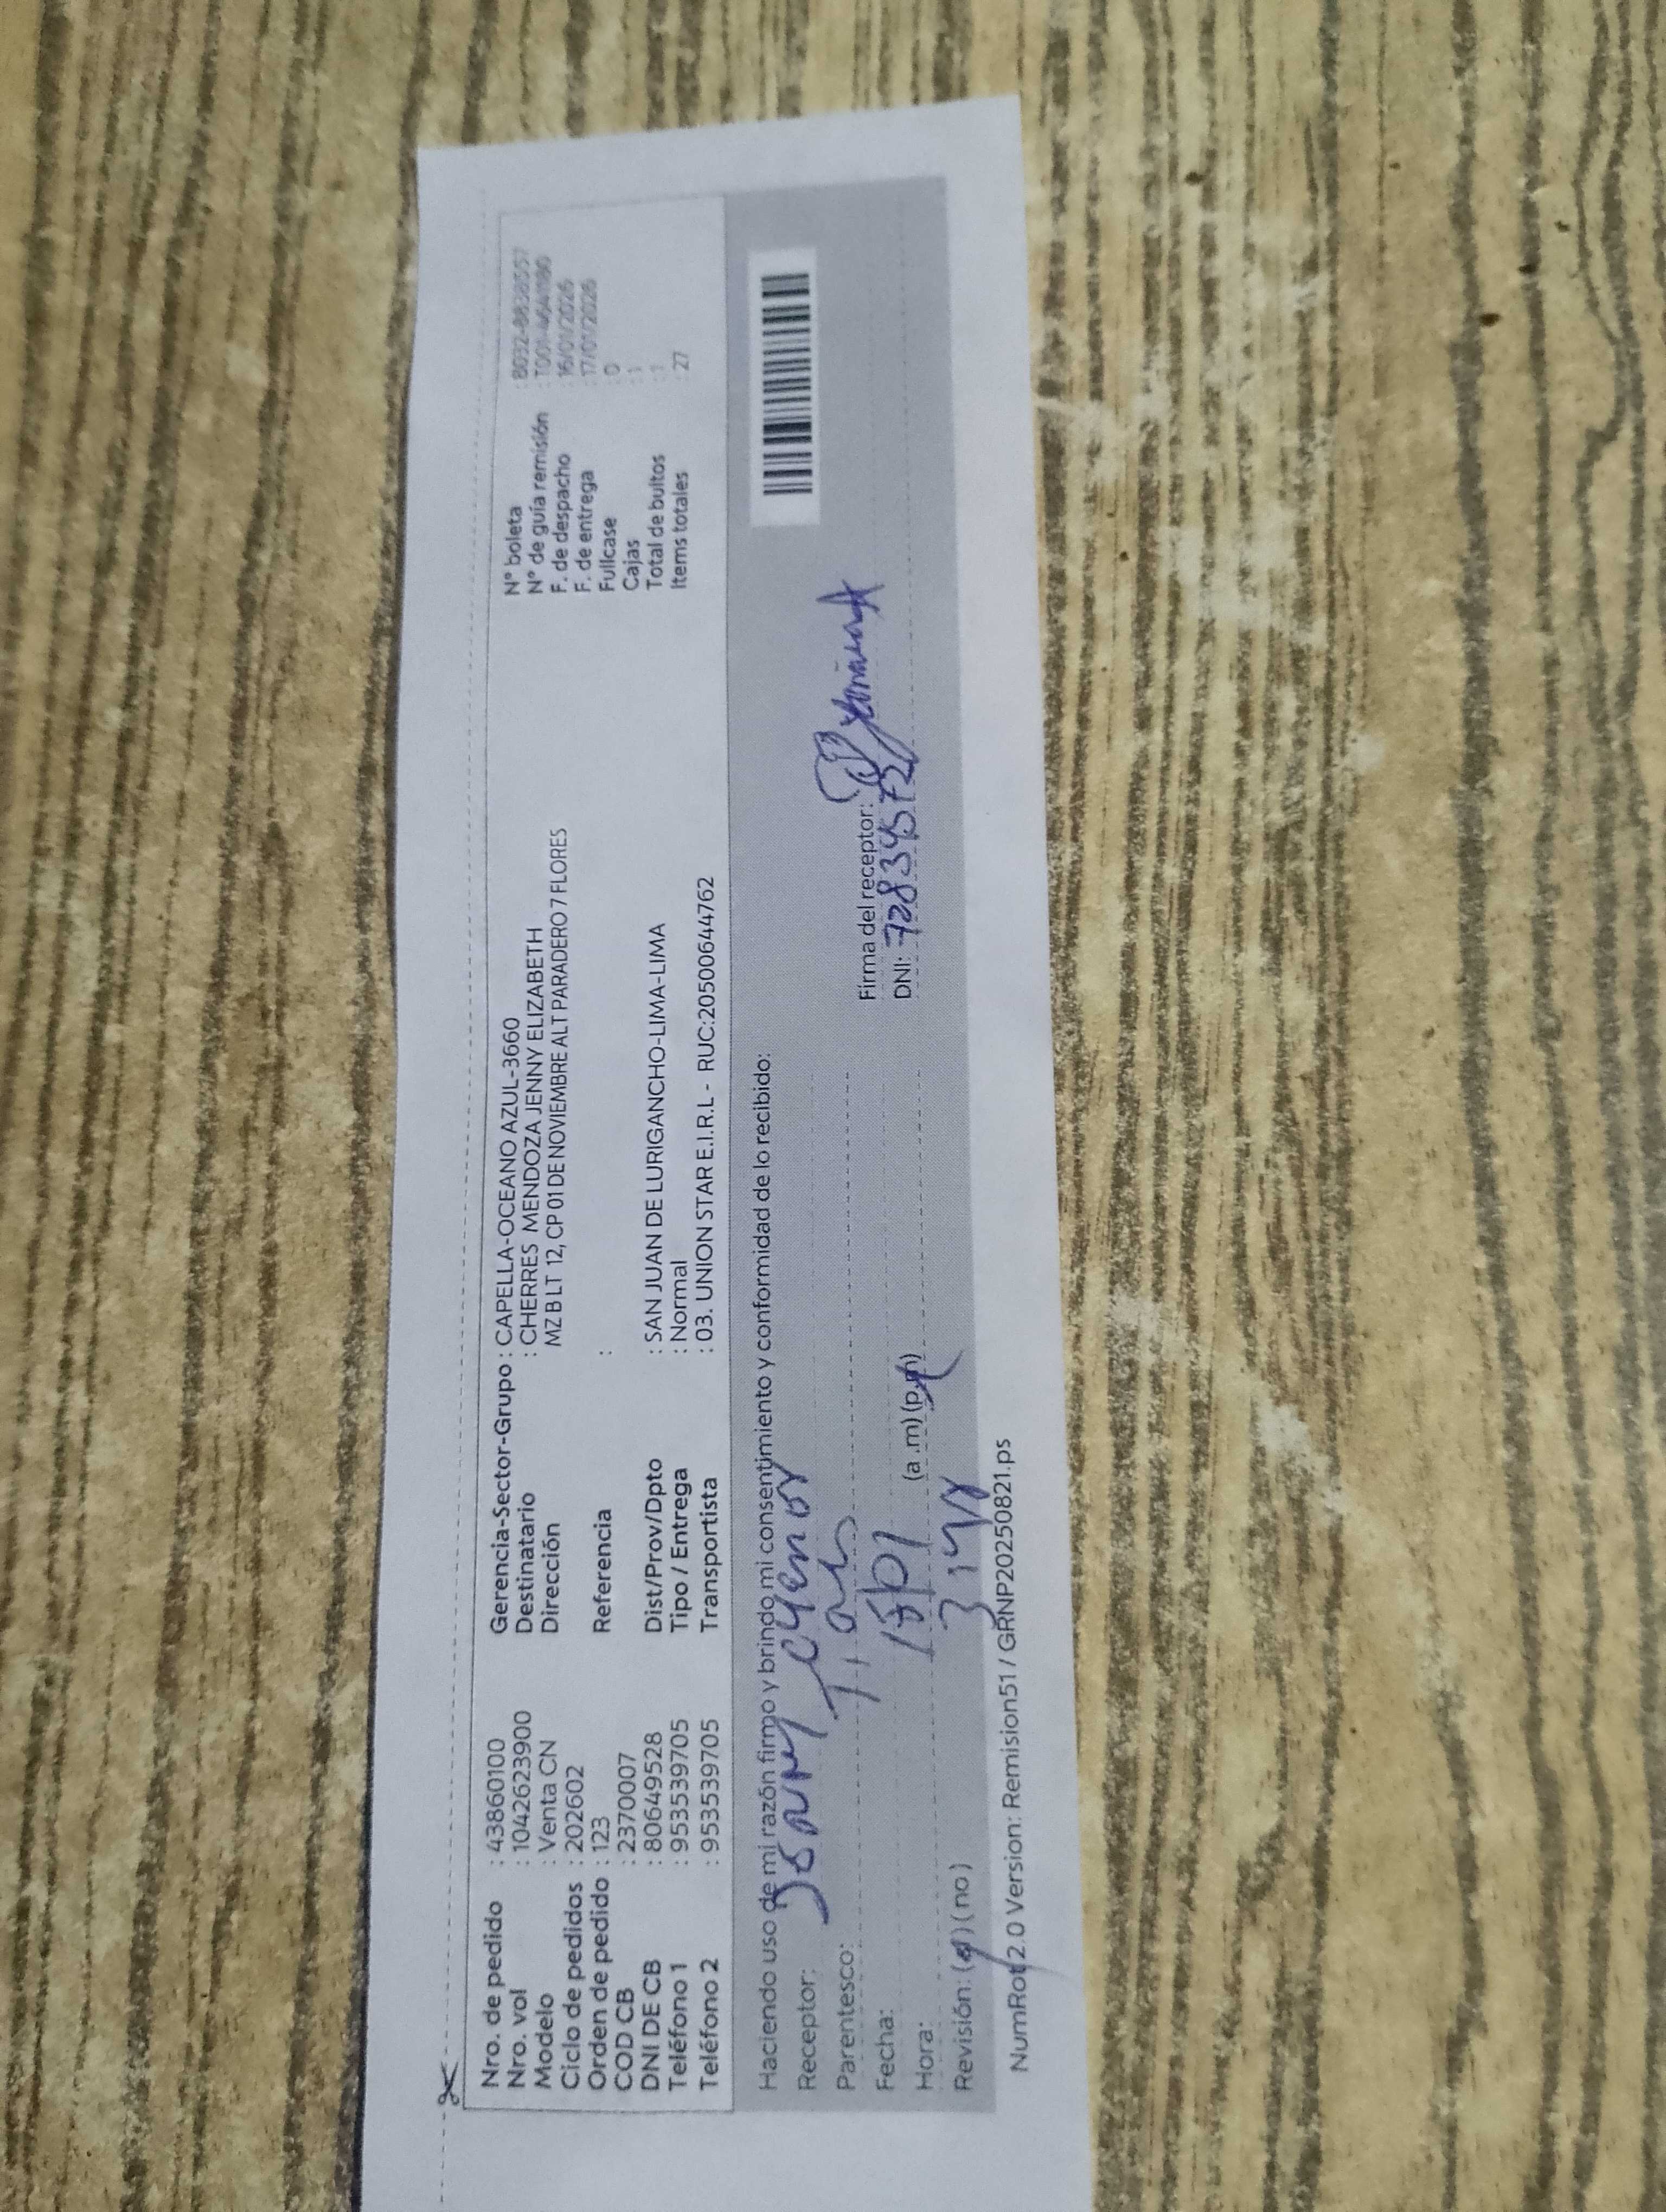 Nro. de pedido : 43860100
Nro. vol : 1042623900
Modelo : Venta CN
Ciclo de pedidos : 202602
Orden de pedido : 123
COD CB : 2370007
DNI DE CB : 80649528
Teléfono 1 : 953539705
Teléfono 2 : 953539705
Gerencia-Sector-Grupo : CAPELLA-OCEANO AZUL-3660
Destinatario : CHERRES MENDOZA JENNY ELIZABETH
Dirección MZ B LT 12, CP 01 DE NOVIEMBRE ALT PARADERO 7 FLORES
Referencia :
Dist/Prov/Dpto : SAN JUAN DE LURIGANCHO-LIMA-LIMA
Tipo / Entrega : Normal
Transportista : 03. UNION STAR E.I.R.L - RUC:20500644762
N° boleta
N° de guía remisión
F. de despacho : 16/01/2026
F. de entrega : 17/01/2026
Fullcase : 0
Cajas : 1
Total de bultos : 1
Items totales : 27
Haciendo uso de mi razón firmo y brindo mi consentimiento y conformidad de lo recibido:
Receptor:
Parentesco:
Fecha:
Hora: (a .m) (p.m)
Revisión: ( ) ( no )
Firma del receptor:
DNI:
NumRot 2.0 Version: Remision51 / GRNP20250821.ps